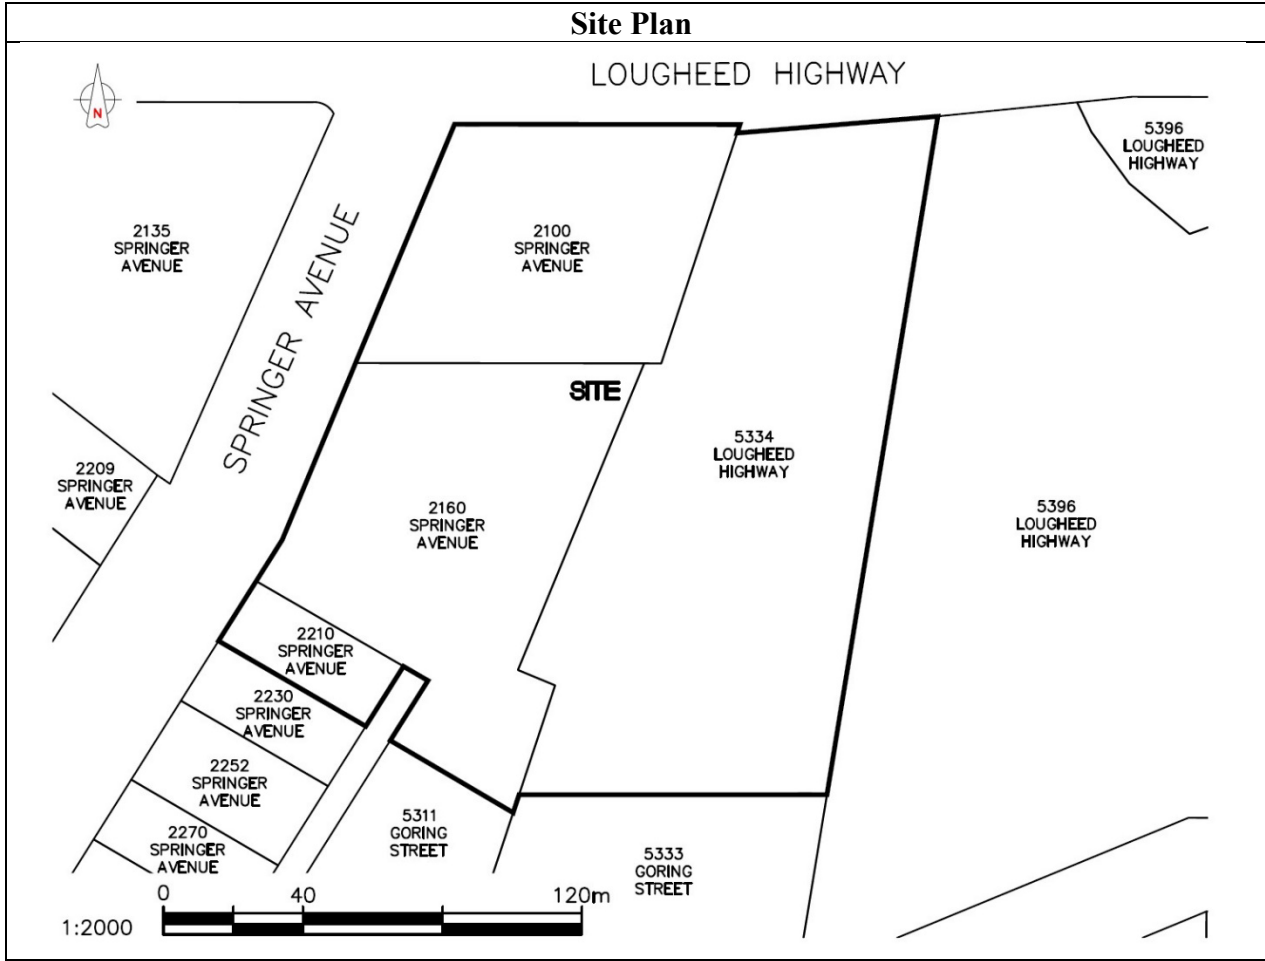 Site Plan
LOUGHEED HIGHWAY
N
5396
LOUGHEED
HIGHWAY
2135
SPRINGER
AVENUE
SPRINGER AVENUE
2100
SPRINGER
AVENUE
SITE
5334
LOUGHEED
HIGHWAY
2209
SPRINGER
AVENUE
2160
SPRINGER
AVENUE
5396
LOUGHEED
HIGHWAY
2210
SPRINGER
AVENUE
2230
SPRINGER
AVENUE
2252
SPRINGER
AVENUE
2270
SPRINGER
AVENUE
5311
GORING
STREET
5333
GORING
STREET
0 40 120m
1:2000